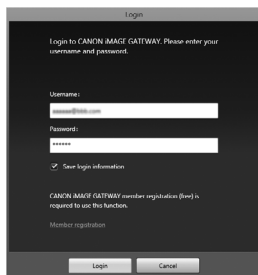 Login
Login to CANON iMAGE GATEWAY. Please enter your
username and password.
Username:
Password:
******
Save login information
CANON iMAGE GATEWAY member registration (free) is
required to use this function.
Member registration
Login
Cancel